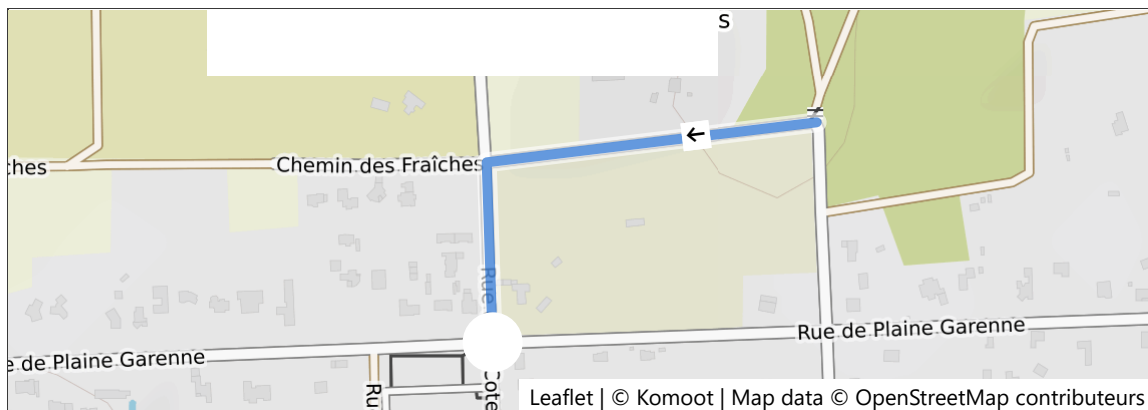 s
ches
Chemin des Fraîches
Rue
Rue de Plaine Garenne
e de Plaine Garenne
Ru
Cote
Leaflet | © Komoot | Map data © OpenStreetMap contributeurs